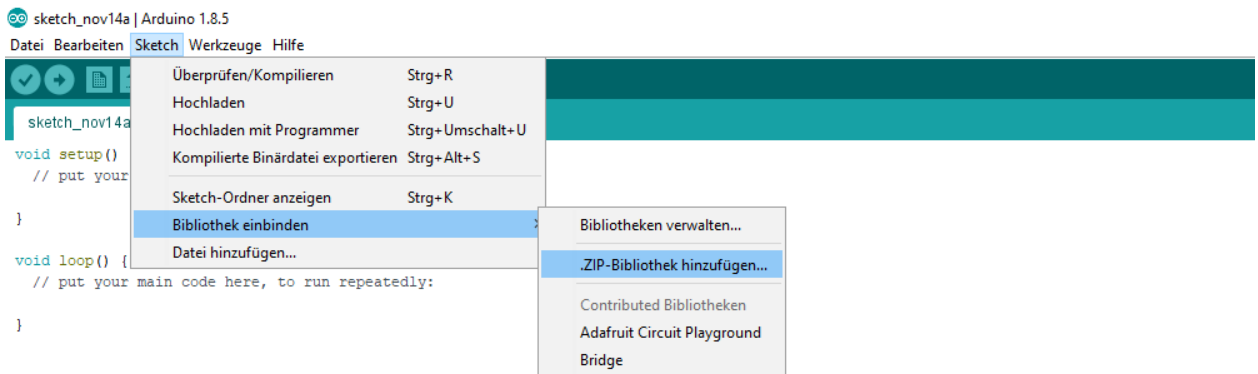 sketch_nov14a | Arduino 1.8.5
Datei Bearbeiten Sketch Werkzeuge Hilfe
Überprüfen/Kompilieren Strg+R
Hochladen Strg+U
Hochladen mit Programmer Strg+Umschalt+U
Kompilierte Binärdatei exportieren Strg+Alt+S
Sketch-Ordner anzeigen Strg+K
Bibliothek einbinden
Datei hinzufügen...
Bibliotheken verwalten...
.ZIP-Bibliothek hinzufügen...
Contributed Bibliotheken
Adafruit Circuit Playground
Bridge
sketch_nov14a
void setup()
// put your
}
void loop() {
// put your main code here, to run repeatedly:
}